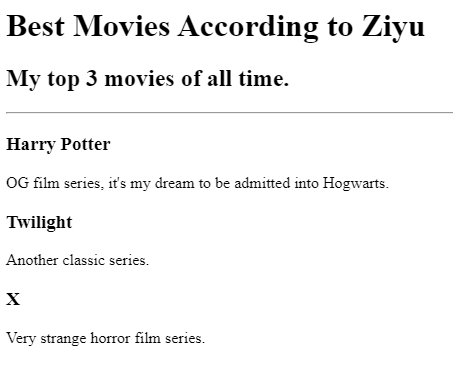 Best Movies According to Ziyu
My top 3 movies of all time.
Harry Potter
OG film series, it's my dream to be admitted into Hogwarts.
Twilight
Another classic series.
X
Very strange horror film series.